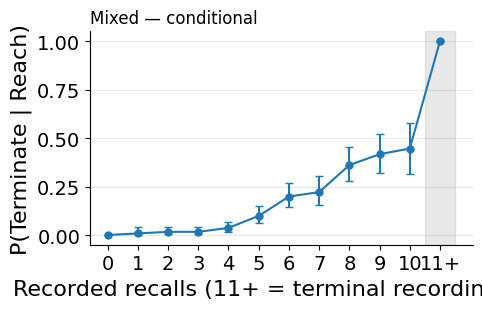 Mixed — conditional
P(Terminate | Reach)
1.00
0.75
0.50
0.25
0.00
0 1 2 3 4 5 6 7 8 9 10 11+
Recorded recalls (11+ = terminal recordin